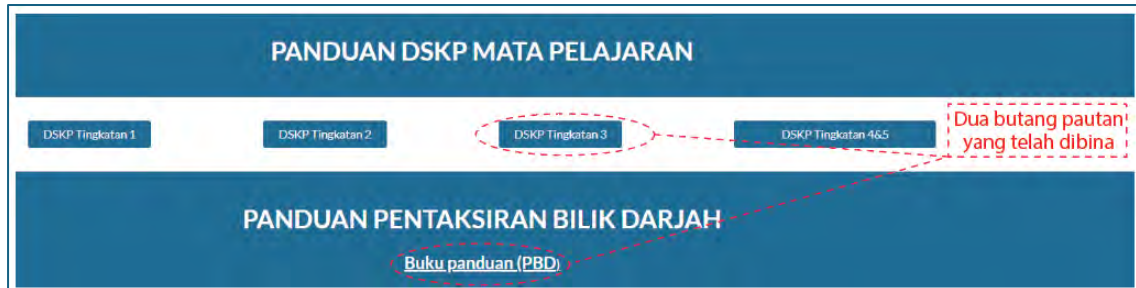 PANDUAN DSKP MATA PELAJARAN
DSKP Tingkatan 1
DSKP Tingkatan 2
DSKP Tingkatan 3
DSKP Tingkatan 4&5
Dua butang pautan
yang telah dibina
PANDUAN PENTAKSIRAN BILIK DARJAH
Buku panduan (PBD)